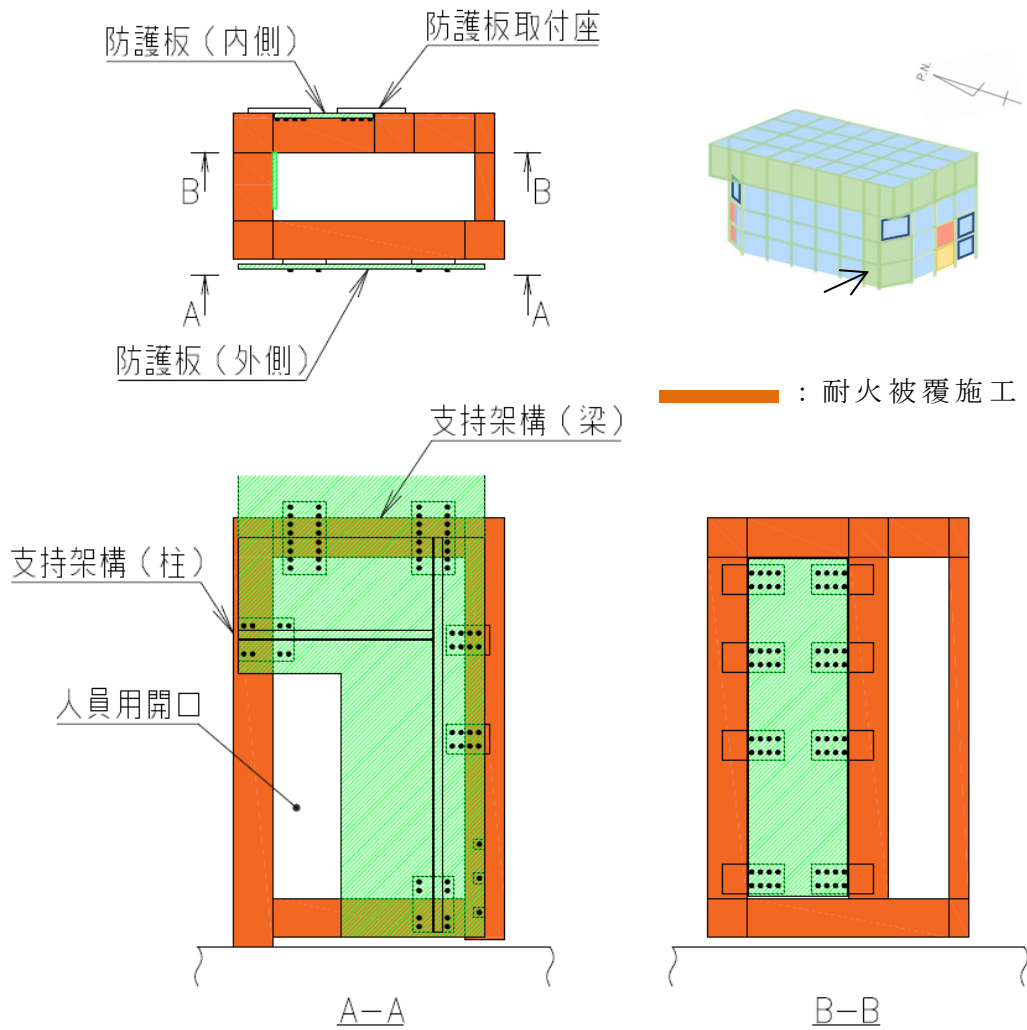 防護板（内側）
防護板取付座
P.N.
B
B
A
A
防護板（外側）
：耐火被覆施工
支持架構（梁）
支持架構（柱）
人員用開口
A－A
B－B